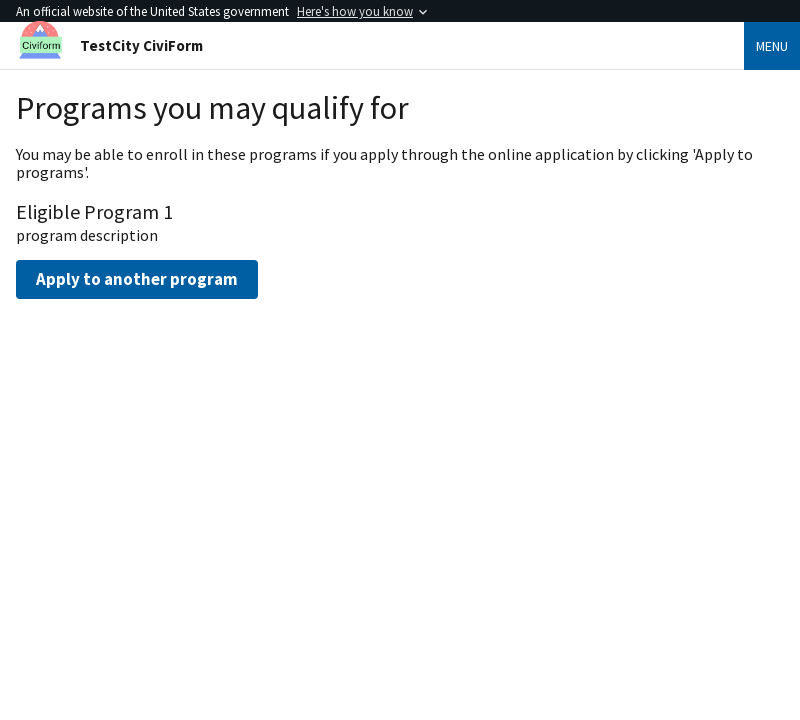 An official website of the United States government Here's how you know
Civiform
TestCity CiviForm
MENU
Programs you may qualify for
You may be able to enroll in these programs if you apply through the online application by clicking 'Apply to
programs'.
Eligible Program 1
program description
Apply to another program